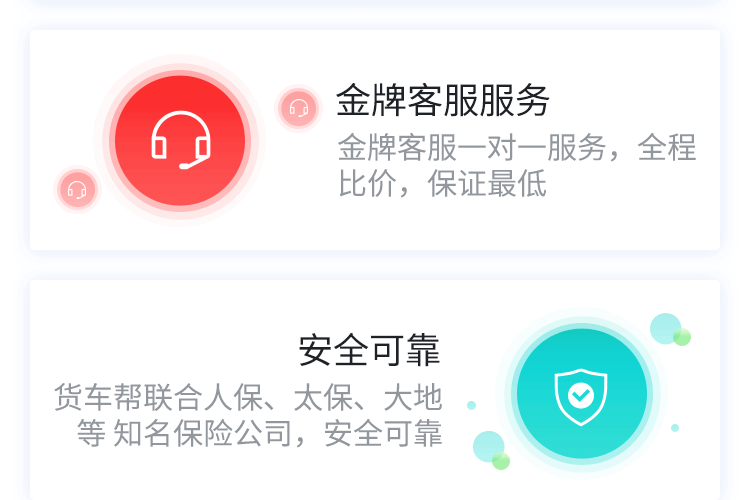 金牌客服服务
金牌客服一对一服务，全程
比价，保证最低
安全可靠
货车帮联合人保、太保、大地
等 知名保险公司，安全可靠